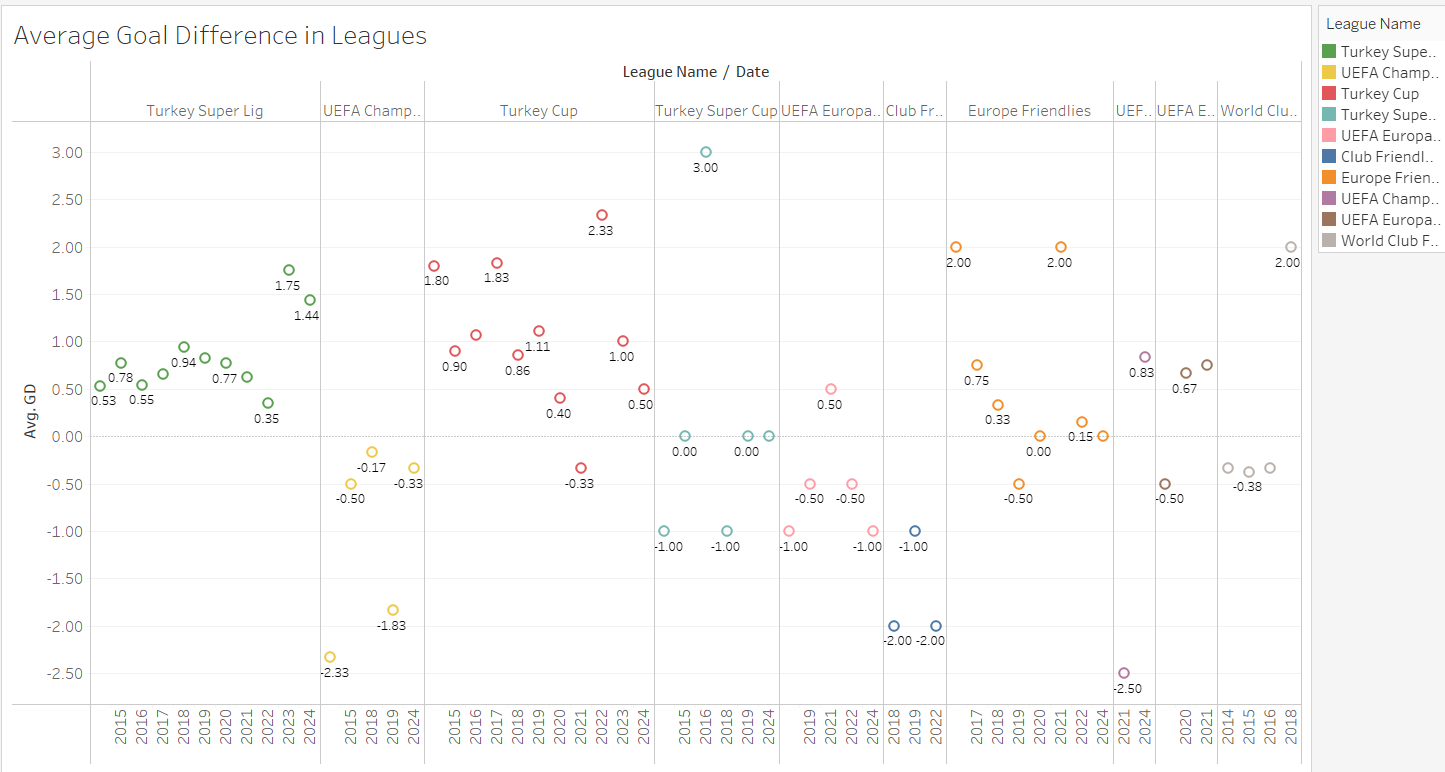 Average Goal Difference in Leagues
League Name / Date
Turkey Super Lig UEFA Champ.. Turkey Cup Turkey Super Cup UEFA Europa.. Club Fr.. Europe Friendlies UEF.. UEFA E.. World Clu..
Avg. GD
3.00
2.50
2.00
1.50
1.00
0.50
0.00
-0.50
-1.00
-1.50
-2.00
-2.50
0.53 0.78 0.55 0.94 0.77 0.35 1.75 1.44
-2.33 -0.50 -0.17 -1.83 -0.33
1.80 0.90 1.83 0.86 1.11 0.40 -0.33 2.33 1.00 0.50
-1.00 0.00 3.00 -1.00 0.00
-1.00 -0.50 0.50 -0.50 -1.00
-2.00 -1.00 -2.00
2.00 0.75 0.33 -0.50 0.00 2.00 0.15
-2.50 0.83
-0.50 0.67
-0.38 2.00
2015 2016 2017 2018 2019 2020 2021 2022 2023 2024
2015 2018 2019 2024
2015 2016 2017 2018 2019 2020 2021 2022 2023 2024
2015 2016 2018 2019 2024
2019 2021 2022 2024
2018 2019 2022
2017 2018 2019 2020 2021 2022 2024
2021 2024
2020 2021
2014 2015 2016 2018
League Name
Turkey Supe..
UEFA Champ..
Turkey Cup
Turkey Supe..
UEFA Europa..
Club Friendl..
Europe Frien..
UEFA Champ..
UEFA Europa..
World Club F..